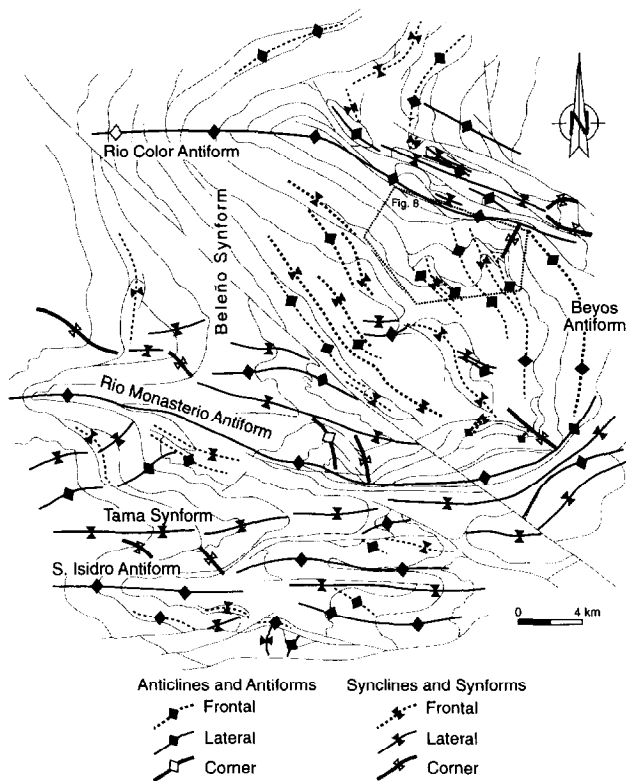 N
Rio Color Antiform
Fig. 8
Beleño Synform
Beyos
Antiform
Rio Monasterio Antiform
Tarna Synform
S. Isidro Antiform
0 4 km
Anticlines and Antiforms
Frontal
Lateral
Corner
Synclines and Synforms
Frontal
Lateral
Corner